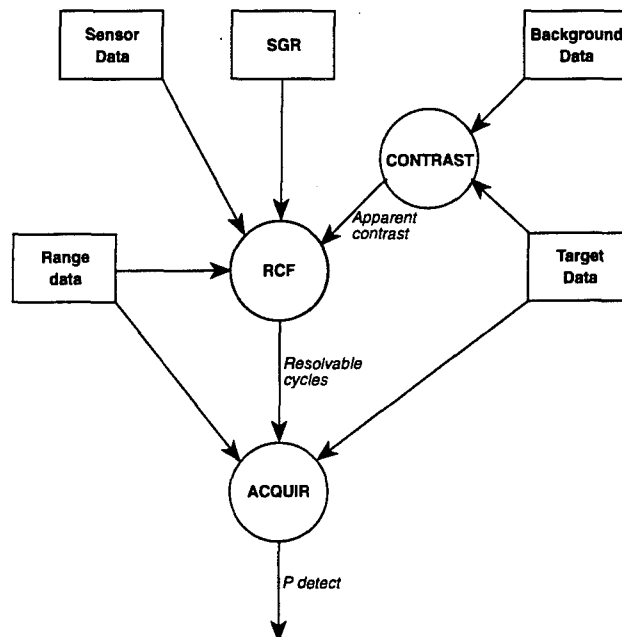 Sensor
Data
SGR
Background
Data
CONTRAST
Apparent
contrast
Range
data
RCF
Target
Data
Resolvable
cycles
ACQUIR
P detect